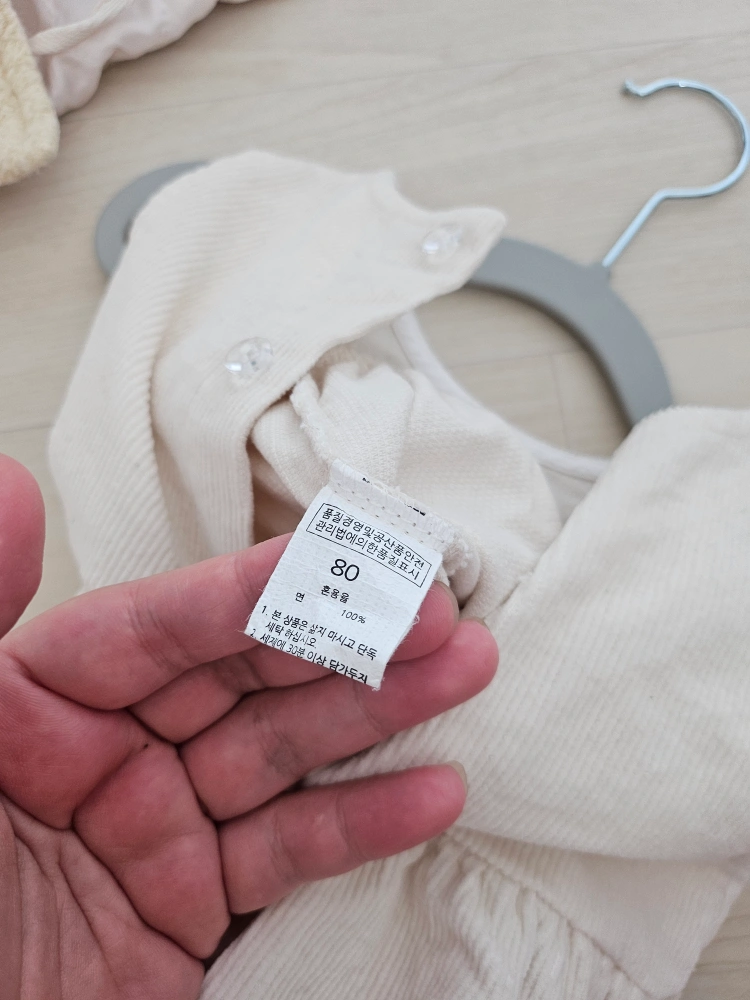 품질경영및공산품안전
관리법에의한품질표시
80
혼용율
면 100%
1. 본 상품은 삶지 마시고 단독
세탁 하십시오.
2. 세제에 30분 이상 담가두지